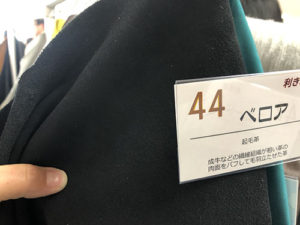 利き
44
ベロア
起毛革
成牛などの繊維組織が粗い革の
肉面をバフして毛羽立たせた革